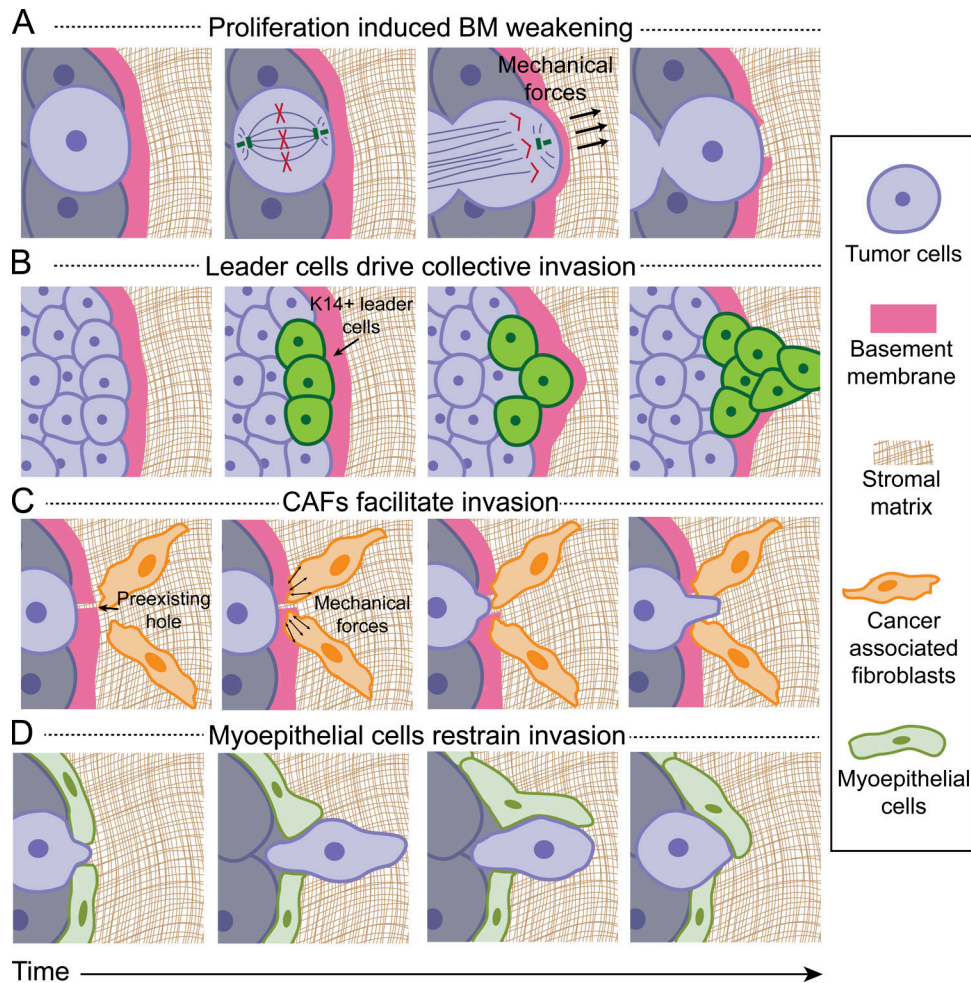 A
Proliferation induced BM weakening
Mechanical
forces
B
Leader cells drive collective invasion
K14+ leader
cells
C
CAFs facilitate invasion
Preexisting
hole
Mechanical
forces
D
Myoepithelial cells restrain invasion
Time
Tumor cells
Basement
membrane
Stromal
matrix
Cancer
associated
fibroblasts
Myoepithelial
cells